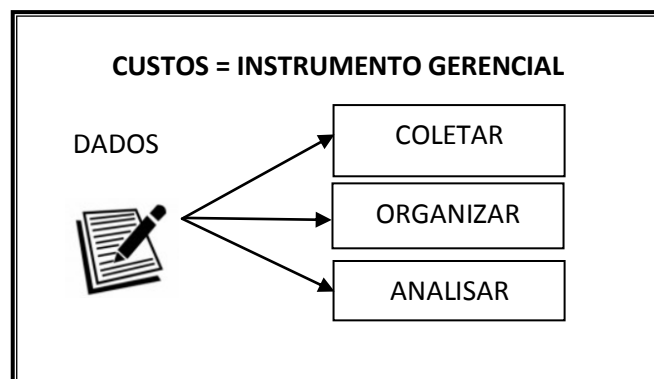 CUSTOS = INSTRUMENTO GERENCIAL
DADOS
COLETAR
ORGANIZAR
ANALISAR